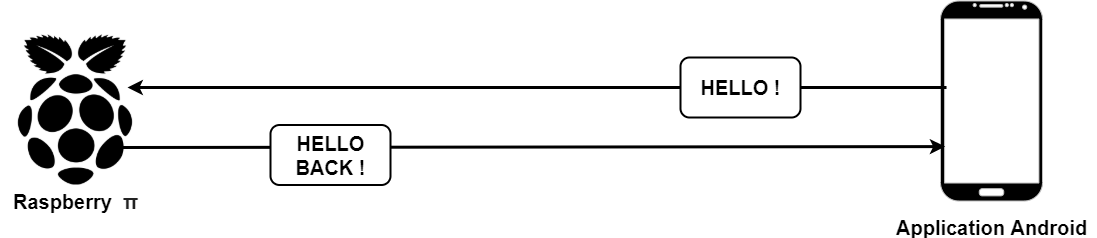 HELLO !
HELLO
BACK !
Raspberry π
Application Android